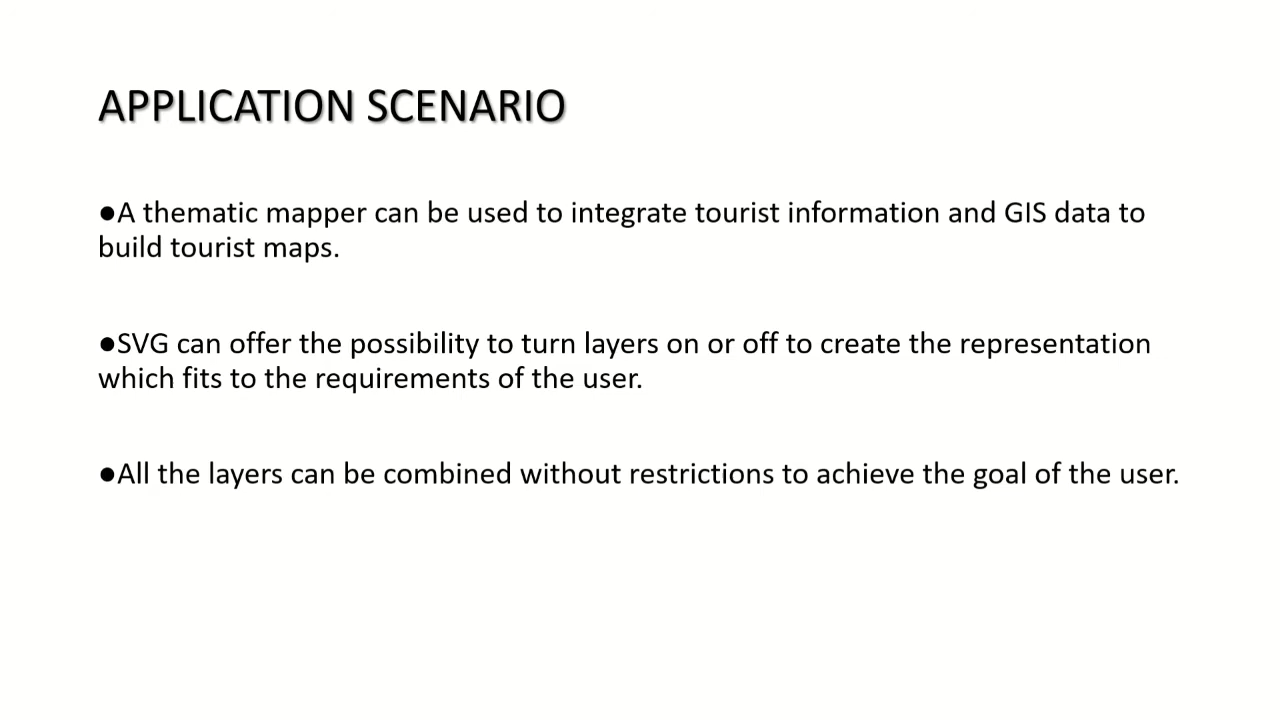 APPLICATION SCENARIO
●A thematic mapper can be used to integrate tourist information and GIS data to
build tourist maps.
●SVG can offer the possibility to turn layers on or off to create the representation
which fits to the requirements of the user.
●All the layers can be combined without restrictions to achieve the goal of the user.